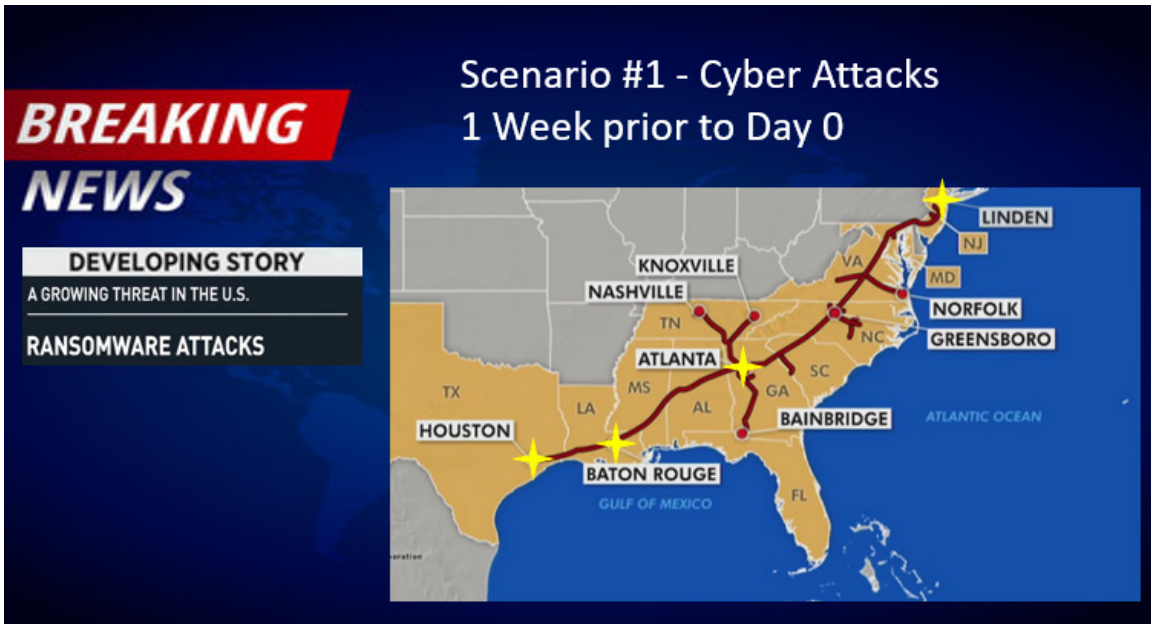 Scenario #1 - Cyber Attacks
1 Week prior to Day 0
BREAKING
NEWS
DEVELOPING STORY
A GROWING THREAT IN THE U.S.
RANSOMWARE ATTACKS
LINDEN
NJ
VA
MD
KNOXVILLE
NASHVILLE
NORFOLK
TN
GREENSBORO
NC
ATLANTA
SC
MS
GA
TX
AL
LA
ATLANTIC OCEAN
BAINBRIDGE
HOUSTON
BATON ROUGE
FL
GULF OF MEXICO